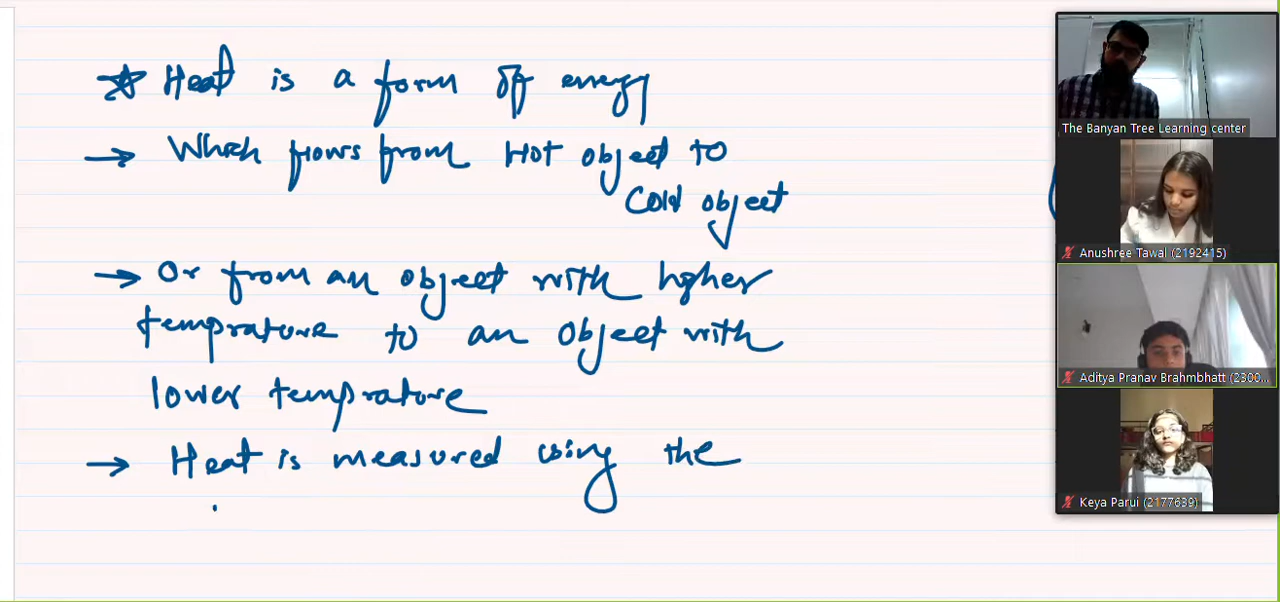 Heat is a form of energy
→ Which flows from Hot object to
Cold object
→ Or from an object with higher
temprature to an object with
lower temprature
→ Heat is measured using the
The Banyan Tree Learning center
Anushree Tawal (2192415)
Aditya Pranav Brahmbhatt (2300...
Keya Parui (2177639)